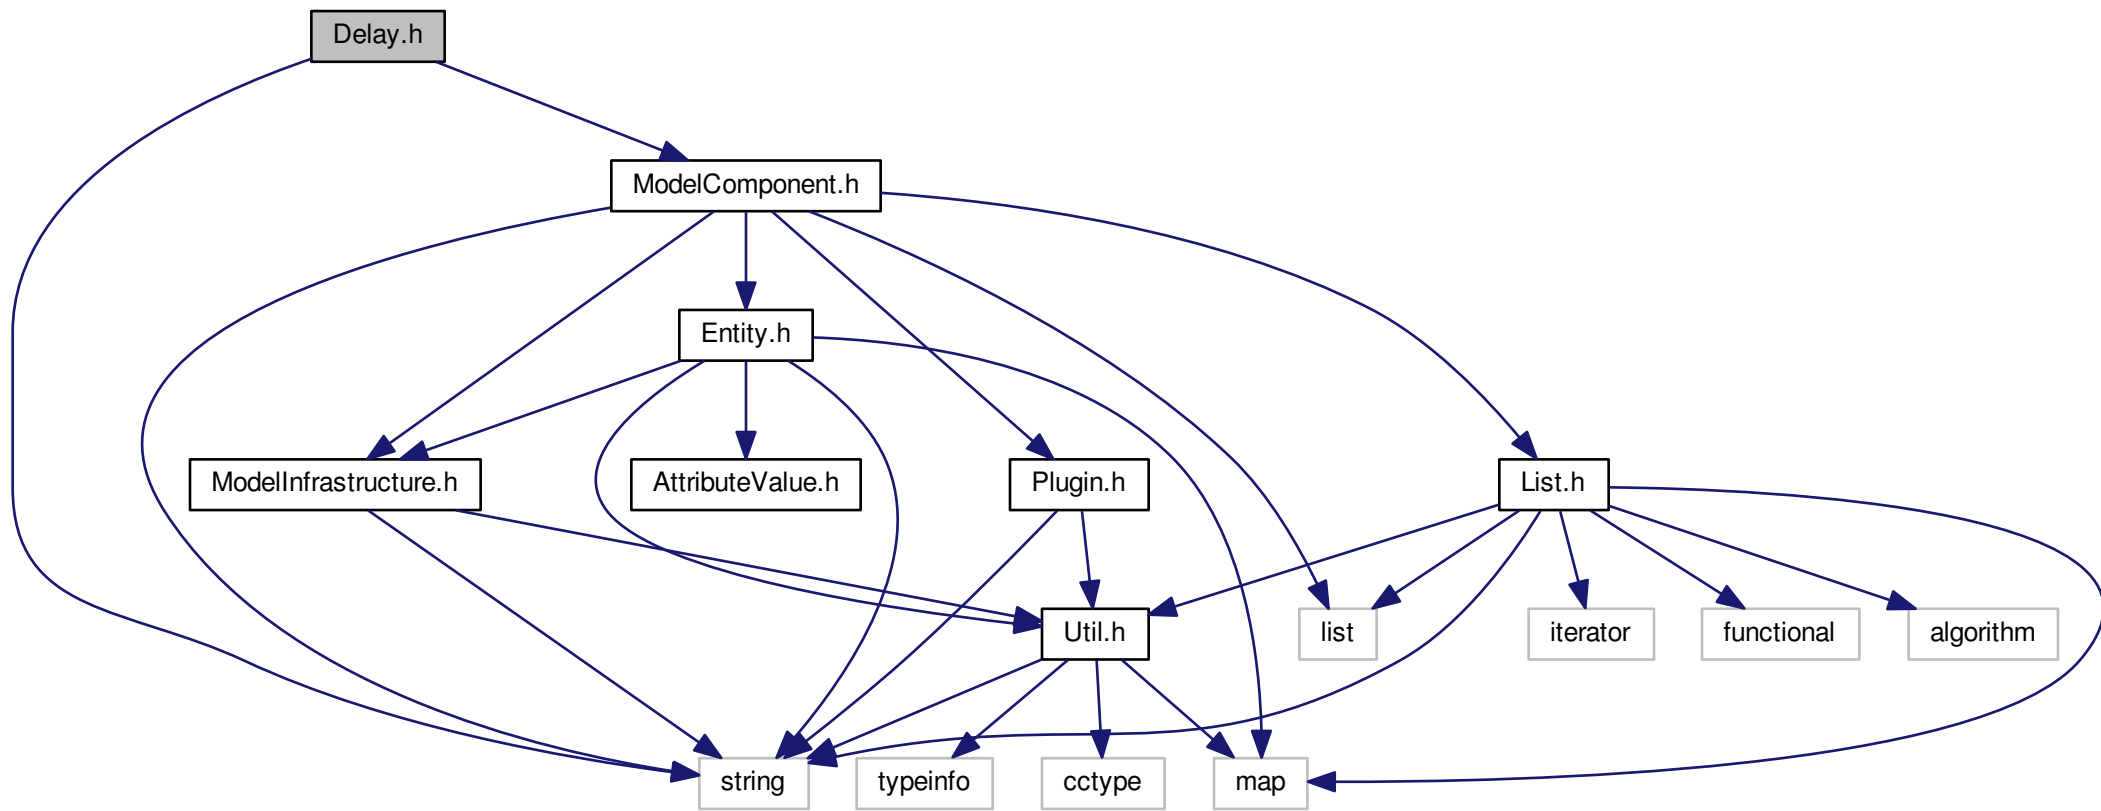 Delay.h
ModelComponent.h
Entity.h
ModelInfrastructure.h
AttributeValue.h
Plugin.h
List.h
Util.h
list
iterator
functional
algorithm
string
typeinfo
cctype
map